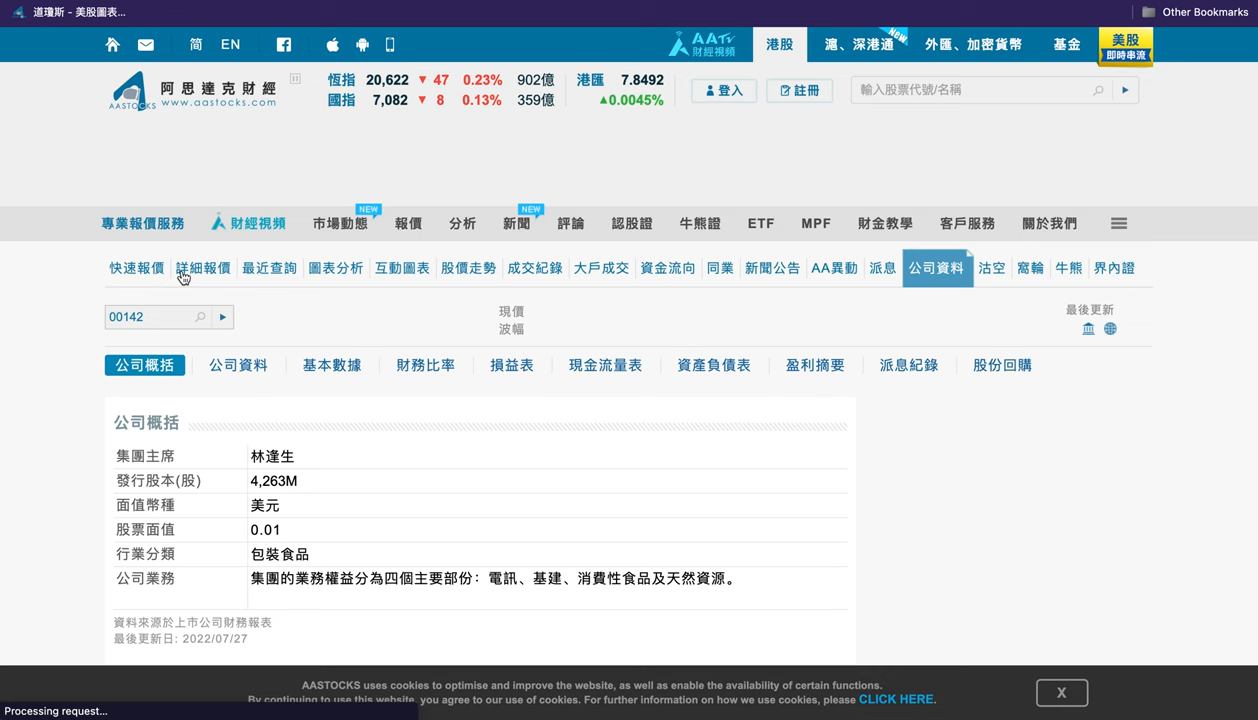 道瓊斯 - 美股圖表...
Other Bookmarks
简 EN
AATV 財經視頻
港股
滬、深港通
New
外匯、加密貨幣
基金
美股
即時串流
AASTOCKS
阿思達克財經
www.aastocks.com
恆指 20,622 ▼ 47 0.23% 902億
國指 7,082 ▼ 8 0.13% 359億
港匯 7.8492
▲0.0045%
登入
註冊
輸入股票代號/名稱
專業報價服務 財經視頻 市場動態 NEW 報價 分析 新聞 NEW 評論 認股證 牛熊證 ETF MPF 財金教學 客戶服務 關於我們
快速報價 詳細報價 最近查詢 圖表分析 互動圖表 股價走勢 成交紀錄 大戶成交 資金流向 同業 新聞公告 AA異動 派息 公司資料 沽空 窩輪 牛熊 界內證
00142
現價
波幅
最後更新
公司概括 公司資料 基本數據 財務比率 損益表 現金流量表 資產負債表 盈利摘要 派息紀錄 股份回購
公司概括
集團主席 林逢生
發行股本(股) 4,263M
面值幣種 美元
股票面值 0.01
行業分類 包裝食品
公司業務 集團的業務權益分為四個主要部份：電訊、基建、消費性食品及天然資源。
資料來源於上市公司財務報表
最後更新日: 2022/07/27
AASTOCKS uses cookies to optimise and improve the website, as well as enable the availability of certain functions.
By continuing to use this website, you agree to our use of cookies. For further information on how we use cookies, please CLICK HERE.
X
Processing request...